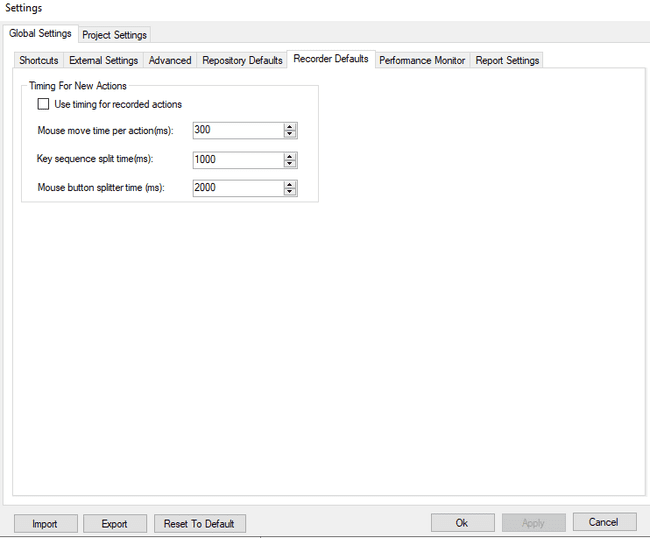 Settings
Global Settings Project Settings
Shortcuts External Settings Advanced Repository Defaults Recorder Defaults Performance Monitor Report Settings
Timing For New Actions
Use timing for recorded actions
Mouse move time per action(ms): 300
Key sequence split time(ms): 1000
Mouse button splitter time (ms): 2000
Import Export Reset To Default Ok Apply Cancel